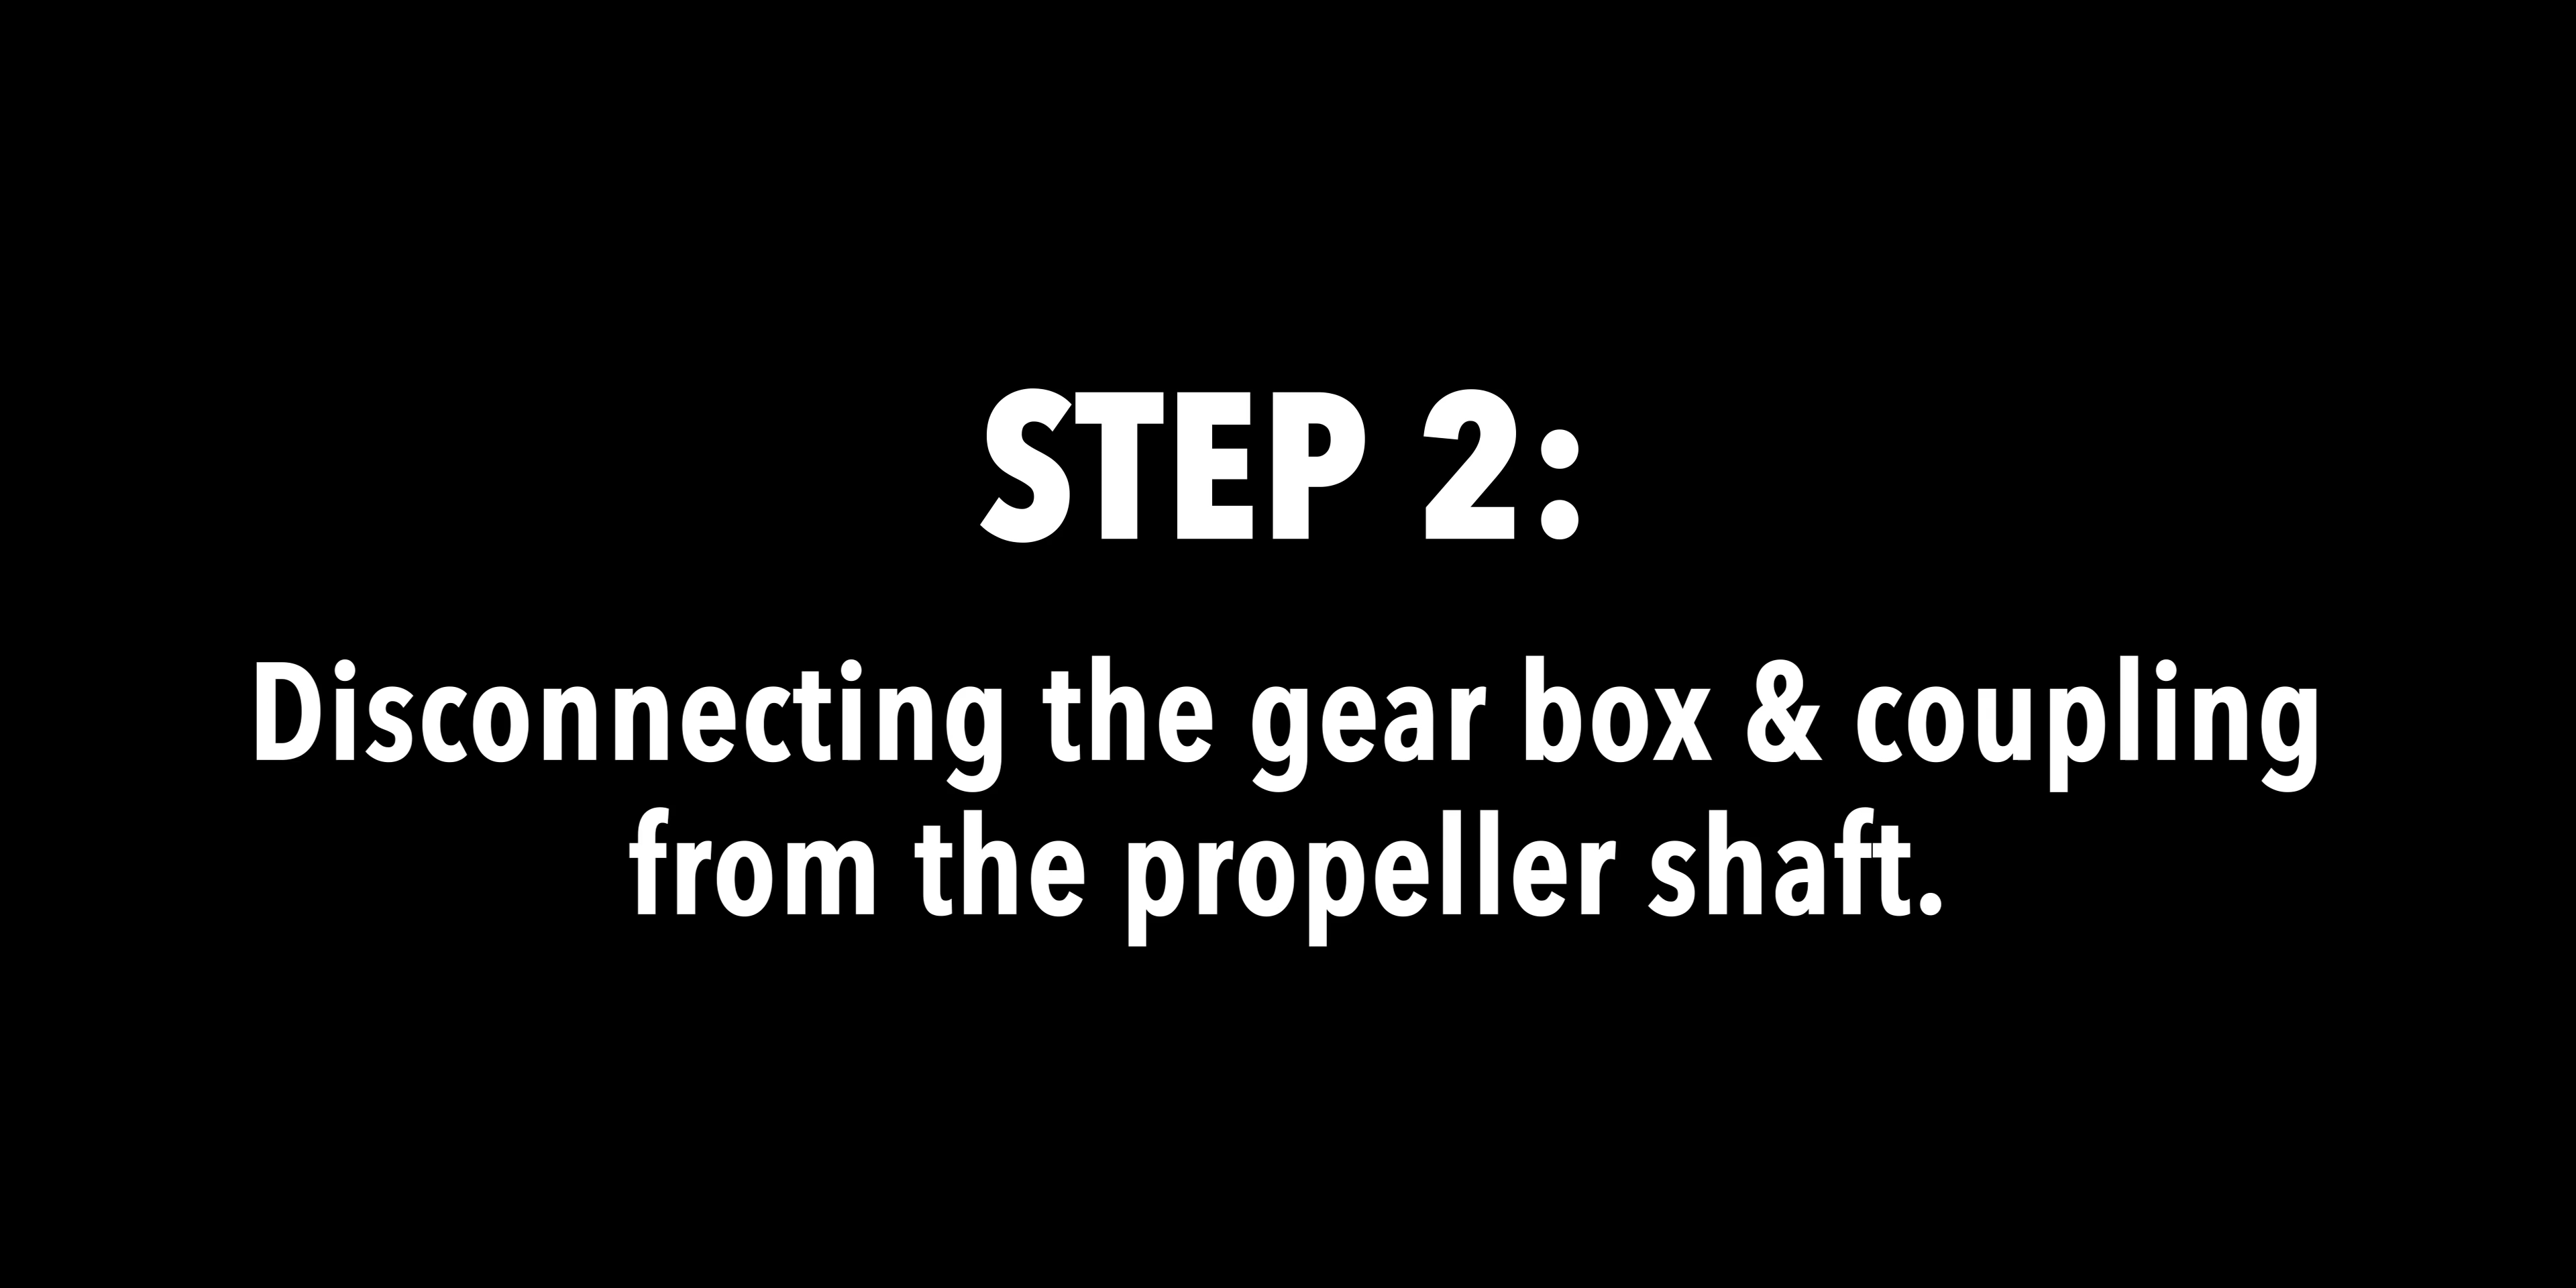 STEP 2:
Disconnecting the gear box & coupling
from the propeller shaft.